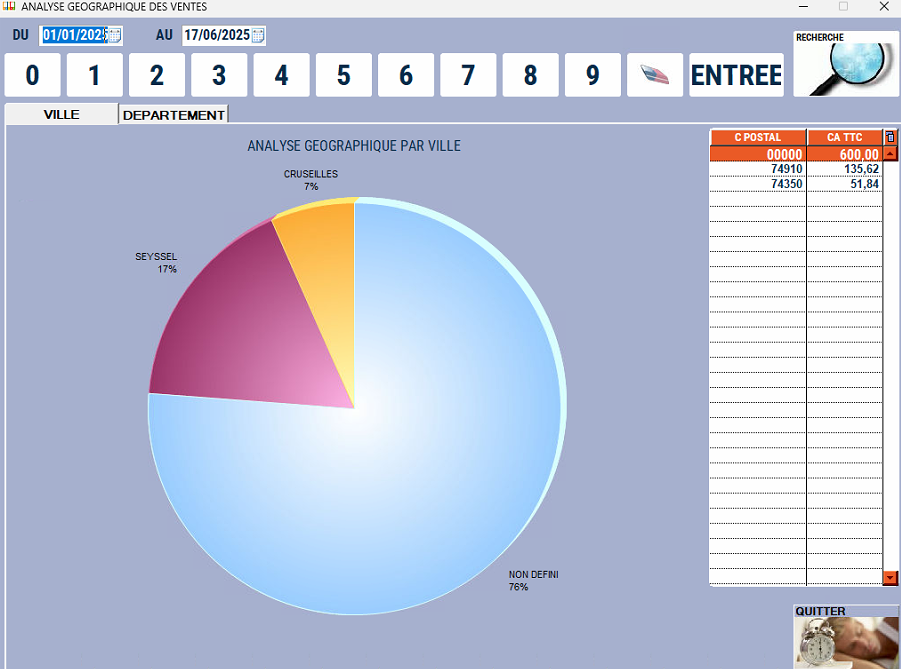 ANALYSE GEOGRAPHIQUE DES VENTES
DU 01/01/2025 AU 17/06/2025
RECHERCHE
0 1 2 3 4 5 6 7 8 9 ENTREE
VILLE DEPARTEMENT
ANALYSE GEOGRAPHIQUE PAR VILLE
C POSTAL CA TTC
00000 600,00
74910 135,62
74350 51,84
CRUSEILLES
7%
SEYSSEL
17%
NON DEFINI
76%
QUITTER